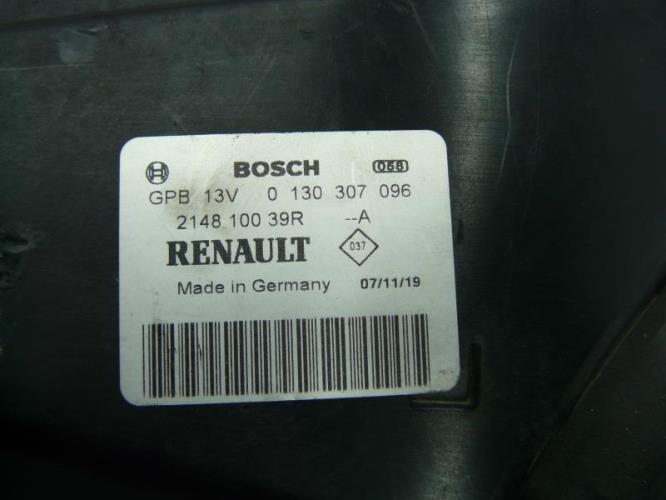 BOSCH 058
GPB 13V 0 130 307 096
2148 100 39R --A
RENAULT 037
Made in Germany 07/11/19